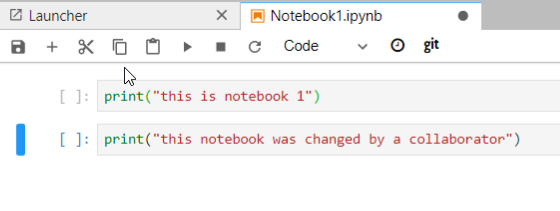 Launcher
Notebook1.ipynb
Code
git
[ ]: print("this is notebook 1")
[ ]: print("this notebook was changed by a collaborator")